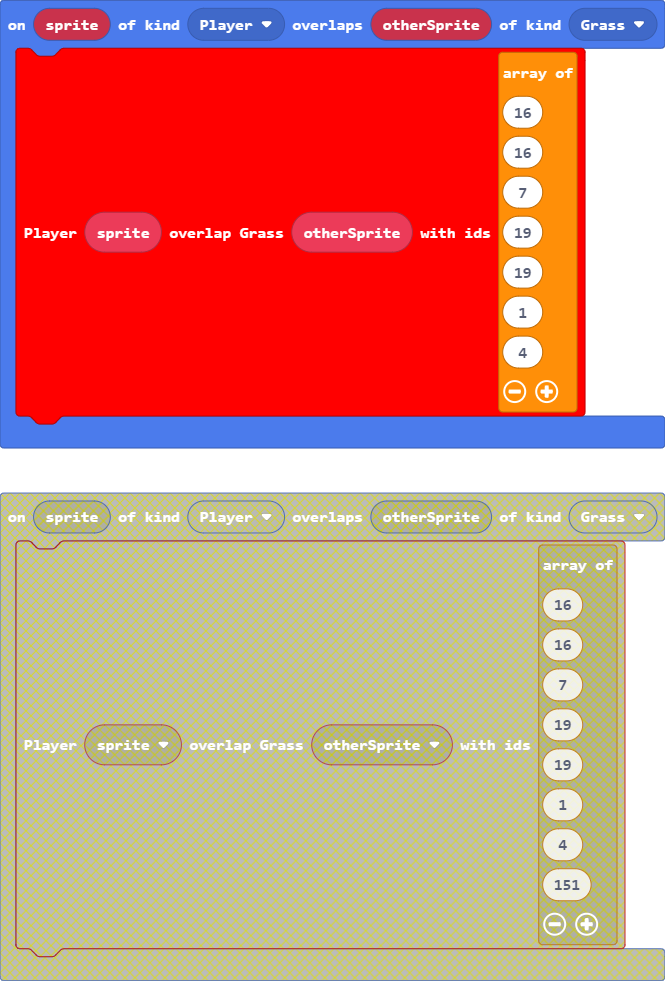 on sprite of kind Player overlaps otherSprite of kind Grass
array of
16
16
7
19
Player sprite overlap Grass otherSprite with ids
19
1
4
on sprite of kind Player overlaps otherSprite of kind Grass
array of
16
16
7
19
Player sprite overlap Grass otherSprite with ids
19
1
4
151